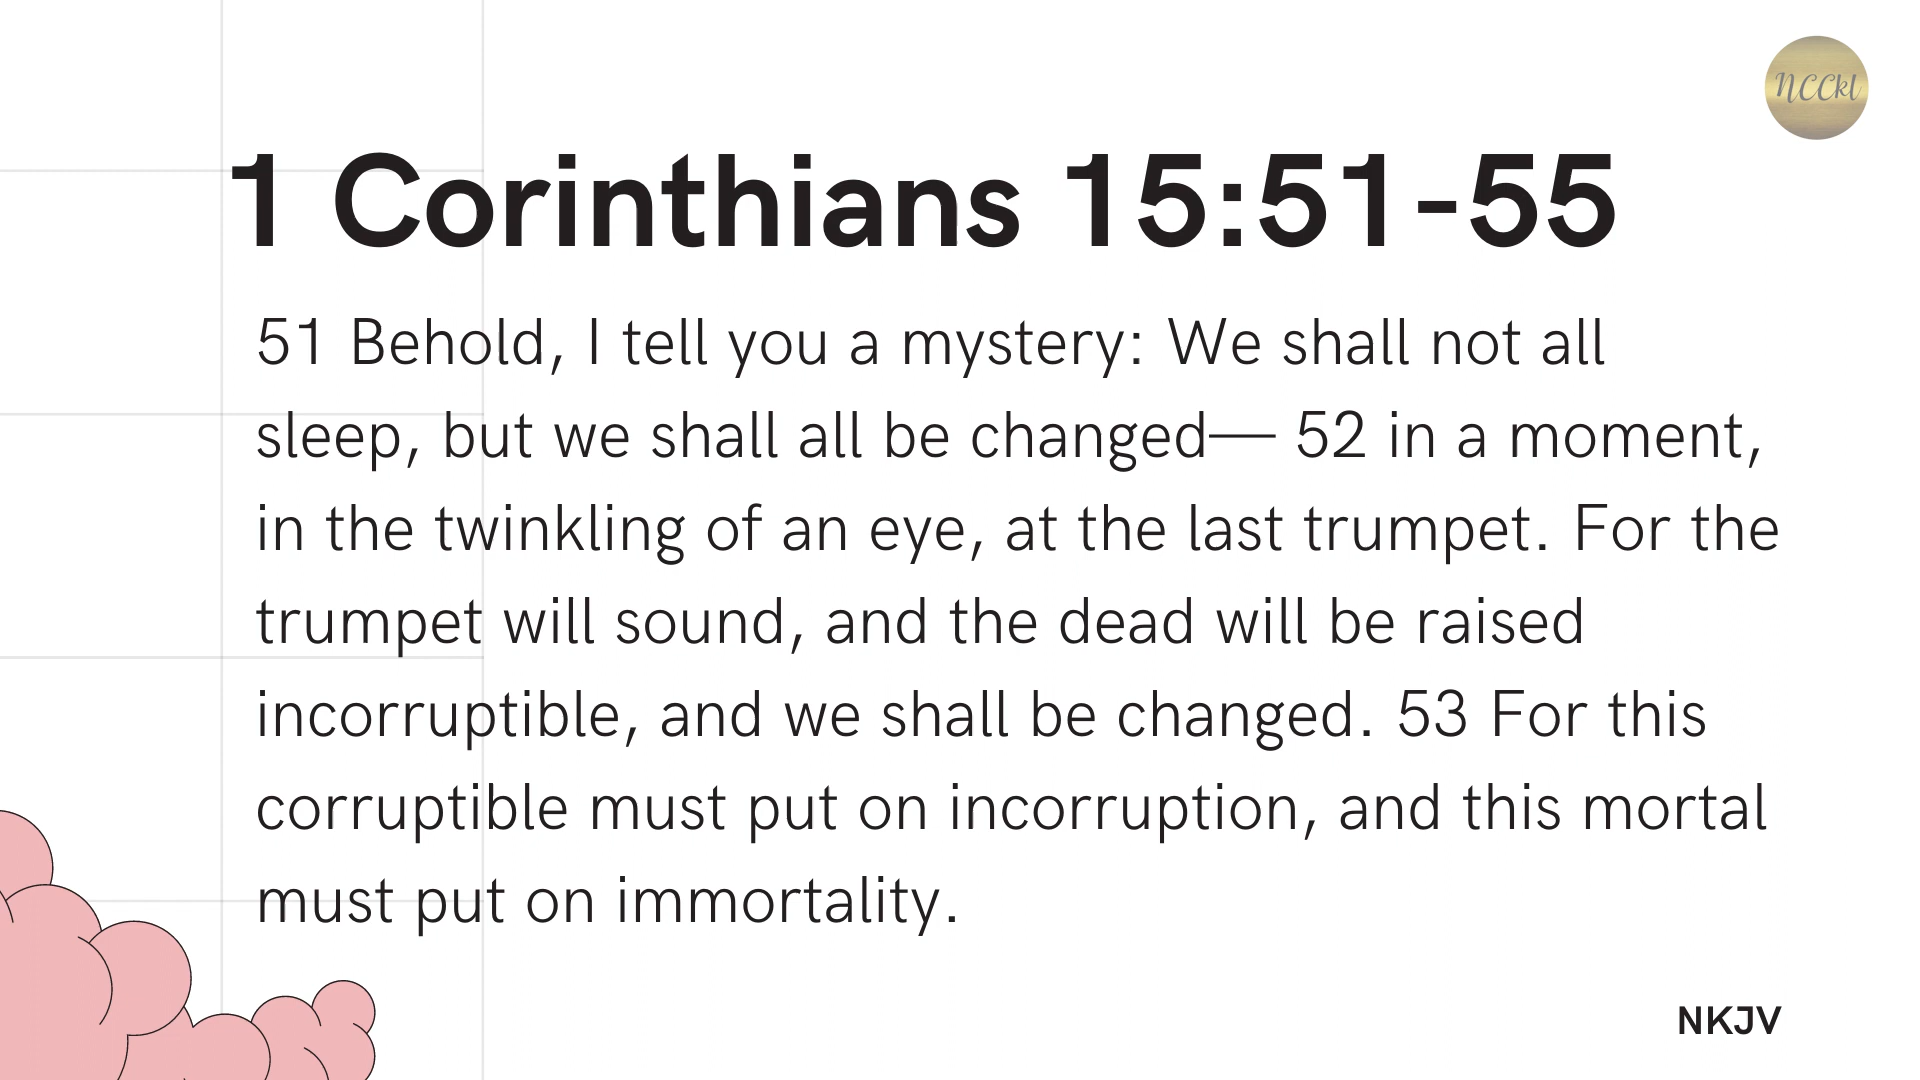 NCCkl
1 Corinthians 15:51-55
51 Behold, I tell you a mystery: We shall not all
sleep, but we shall all be changed— 52 in a moment,
in the twinkling of an eye, at the last trumpet. For the
trumpet will sound, and the dead will be raised
incorruptible, and we shall be changed. 53 For this
corruptible must put on incorruption, and this mortal
must put on immortality.
NKJV